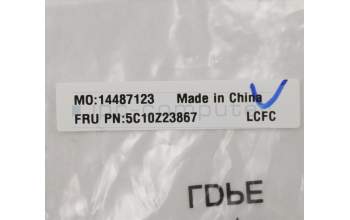 MO:14487123 Made in China
FRU PN:5C10Z23867 LCFC